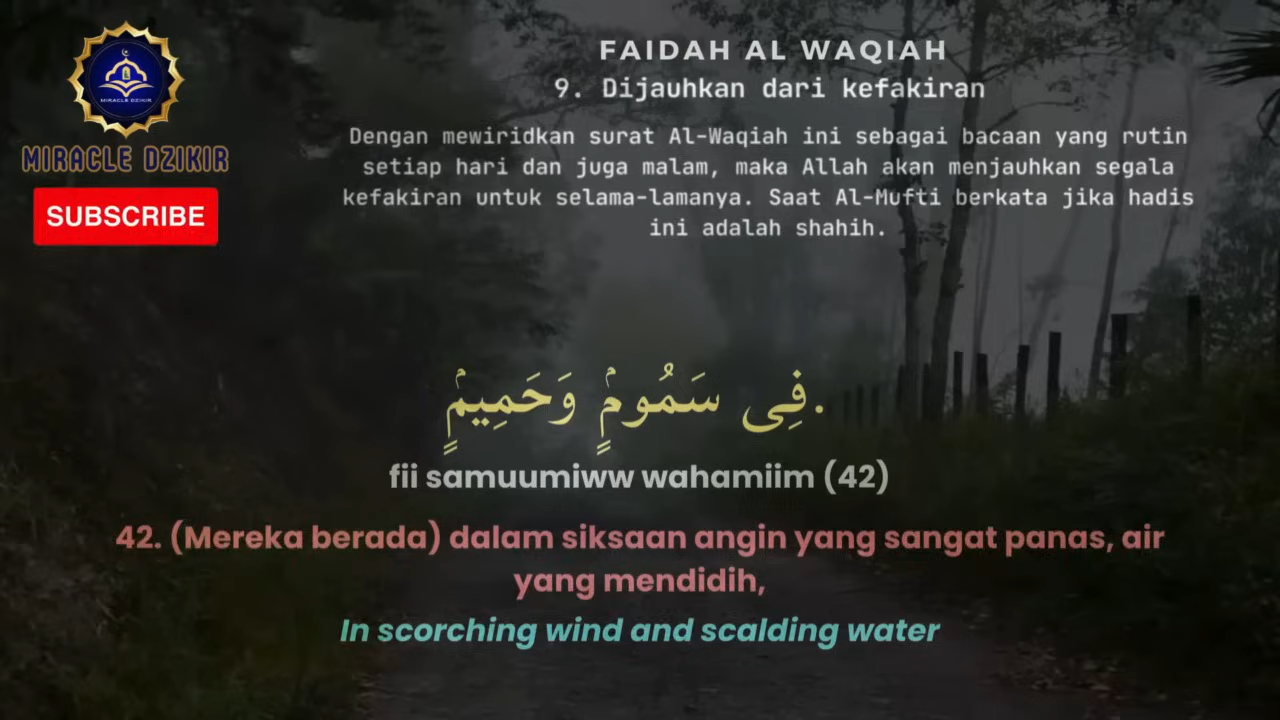 MIRACLE DZIKIR
MIRACLE DZIKIR
SUBSCRIBE
FAIDAH AL WAQIAH
9. Dijauhkan dari kefakiran
Dengan mewiridkan surat Al-Waqiah ini sebagai bacaan yang rutin
setiap hari dan juga malam, maka Allah akan menjauhkan segala
kefakiran untuk selama-lamanya. Saat Al-Mufti berkata jika hadis
ini adalah shahih.
.فِى سَمُومٍۢ وَحَمِيمٍۢ
fii samuumiww wahamiim (42)
42. (Mereka berada) dalam siksaan angin yang sangat panas, air
yang mendidih,
In scorching wind and scalding water